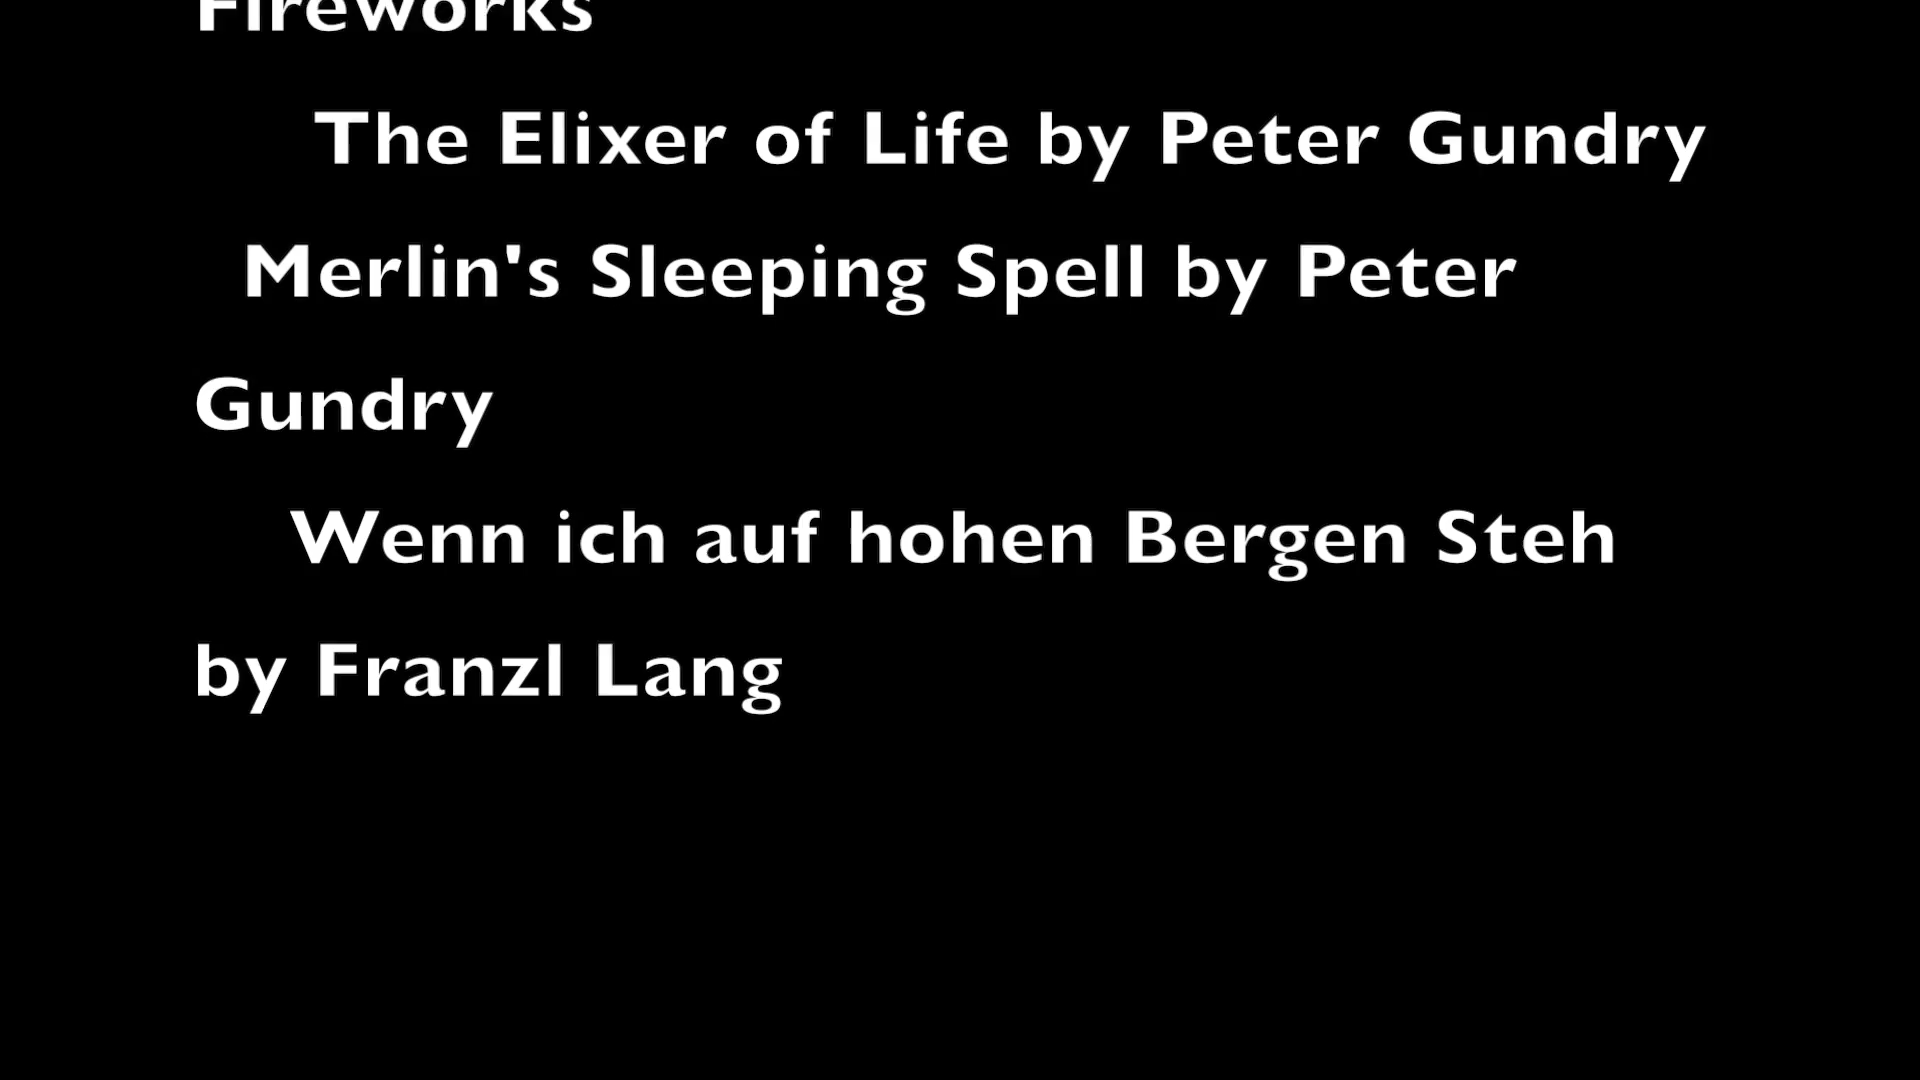 Fireworks
The Elixer of Life by Peter Gundry
Merlin's Sleeping Spell by Peter
Gundry
Wenn ich auf hohen Bergen Steh
by Franzl Lang